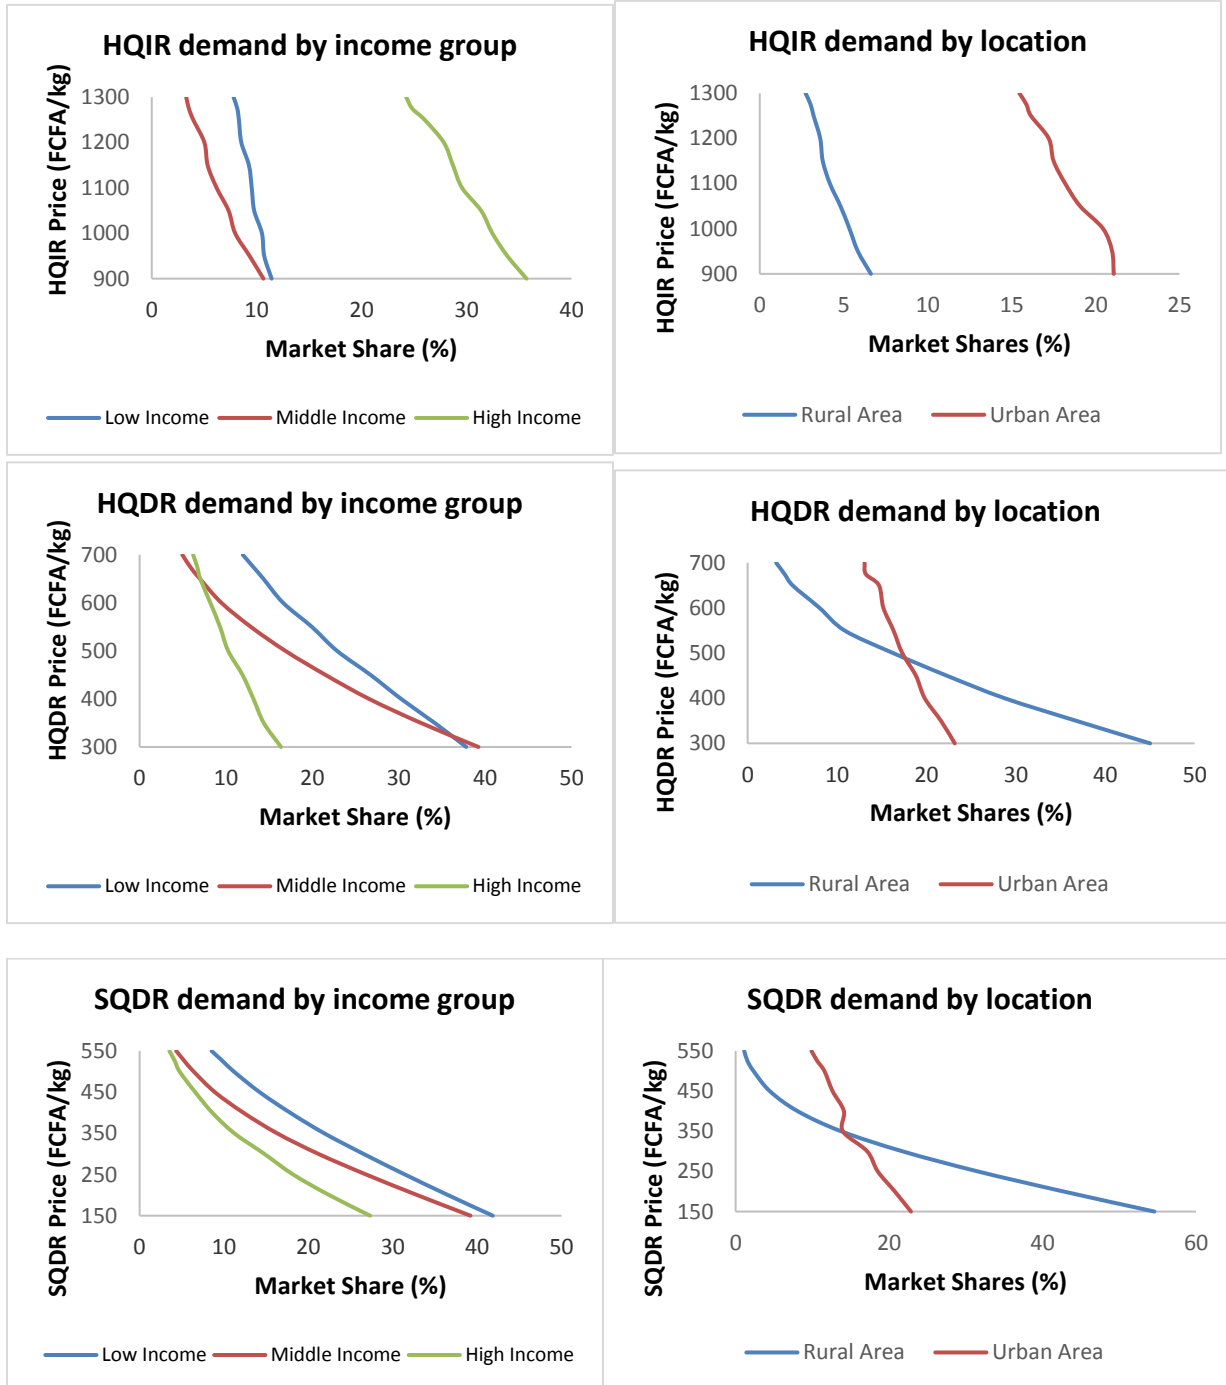 HQIR demand by income group
HQIR Price (FCFA/kg)
1300
1200
1100
1000
900
0 10 20 30 40
Market Share (%)
Low Income Middle Income High Income
HQIR demand by location
HQIR Price (FCFA/kg)
1300
1200
1100
1000
900
0 5 10 15 20 25
Market Shares (%)
Rural Area Urban Area
HQDR demand by income group
HQDR Price (FCFA/kg)
700
600
500
400
300
0 10 20 30 40 50
Market Share (%)
Low Income Middle Income High Income
HQDR demand by location
HQDR Price (FCFA/kg)
700
600
500
400
300
0 10 20 30 40 50
Market Shares (%)
Rural Area Urban Area
SQDR demand by income group
SQDR Price (FCFA/kg)
550
450
350
250
150
0 10 20 30 40 50
Market Share (%)
Low Income Middle Income High Income
SQDR demand by location
SQDR Price (FCFA/kg)
550
450
350
250
150
0 20 40 60
Market Shares (%)
Rural Area Urban Area